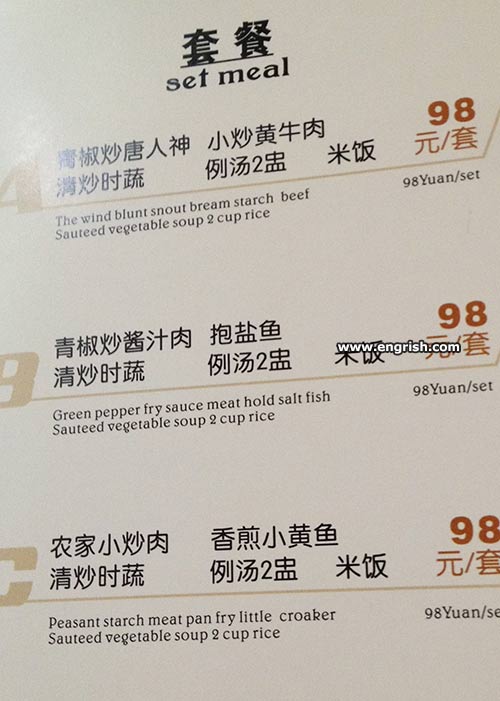 套餐
set meal
A
青椒炒唐人神 小炒黄牛肉
清炒时蔬 例汤2盅 米饭
98
元/套
The wind blunt snout bream starch beef
Sauteed vegetable soup 2 cup rice
98Yuan/set
B
青椒炒酱汁肉 抱盐鱼
清炒时蔬 例汤2盅 米饭
98
元/套
www.engrish.com
Green pepper fry sauce meat hold salt fish
Sauteed vegetable soup 2 cup rice
98Yuan/set
C
农家小炒肉 香煎小黄鱼
清炒时蔬 例汤2盅 米饭
98
元/套
Peasant starch meat pan fry little croaker
Sauteed vegetable soup 2 cup rice
98Yuan/se